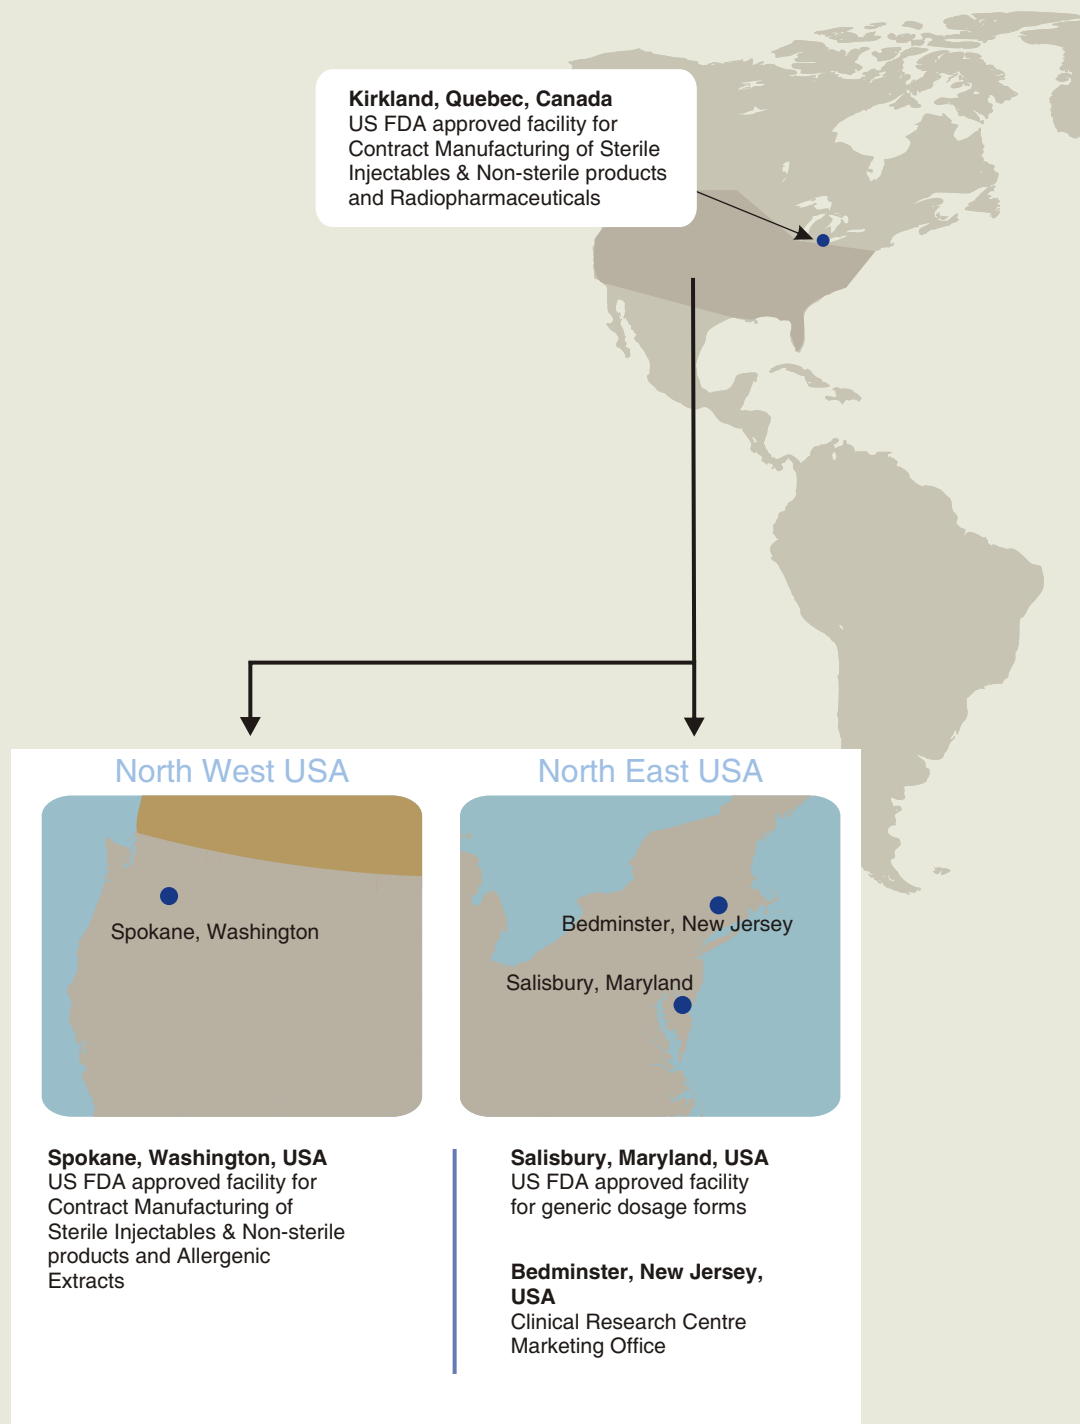 Kirkland, Quebec, Canada
US FDA approved facility for
Contract Manufacturing of Sterile
Injectables & Non-sterile products
and Radiopharmaceuticals
North West USA
Spokane, Washington
North East USA
Bedminster, New Jersey
Salisbury, Maryland
Spokane, Washington, USA
US FDA approved facility for
Contract Manufacturing of
Sterile Injectables & Non-sterile
products and Allergenic
Extracts
Salisbury, Maryland, USA
US FDA approved facility
for generic dosage forms
Bedminster, New Jersey,
USA
Clinical Research Centre
Marketing Office